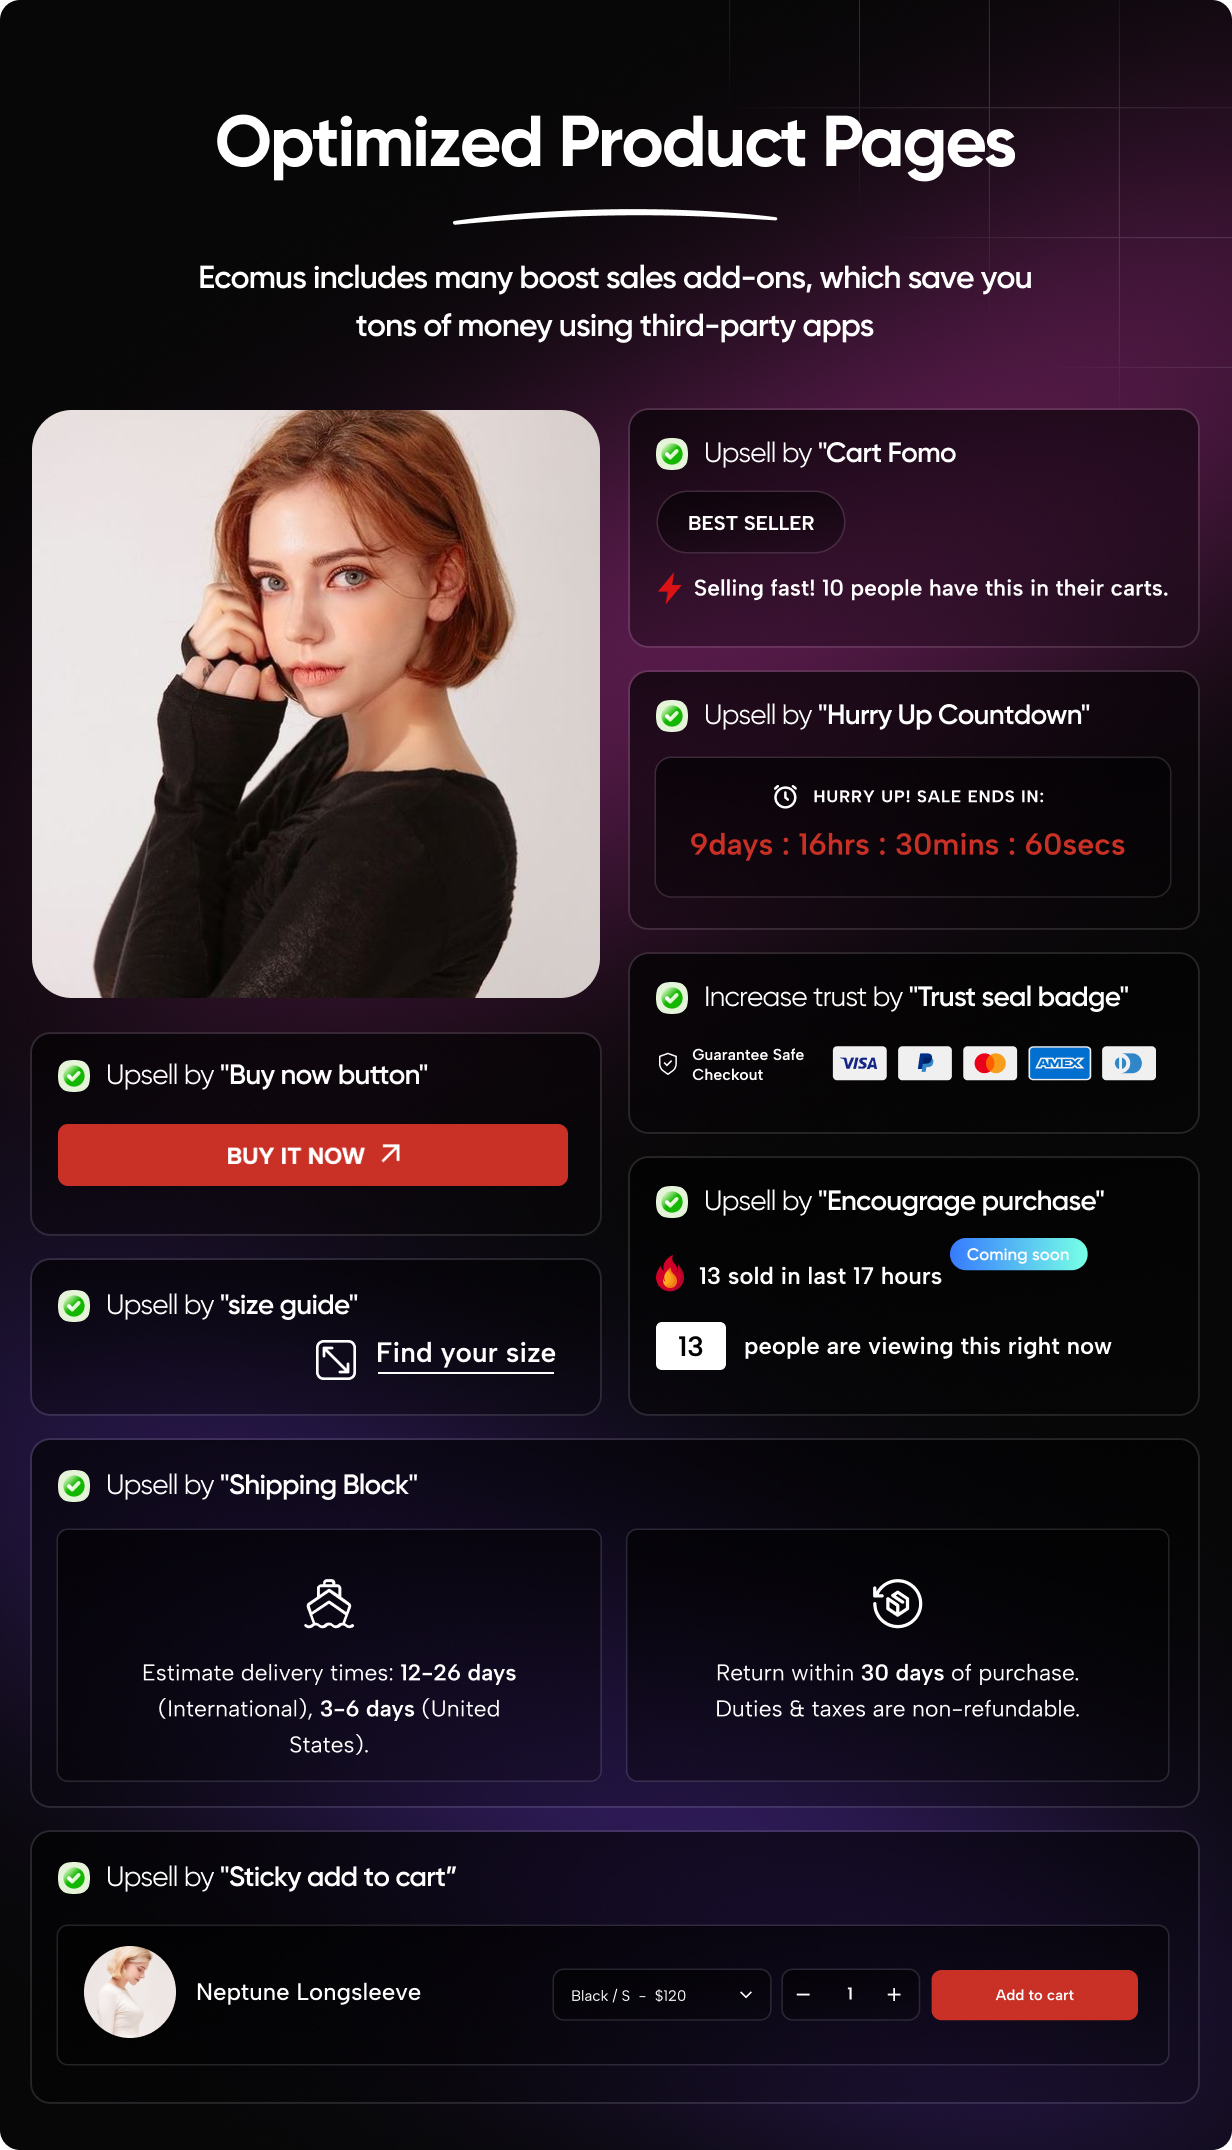 Optimized Product Pages
Ecomus includes many boost sales add-ons, which save you
tons of money using third-party apps
Upsell by "Cart Fomo
BEST SELLER
Selling fast! 10 people have this in their carts.
Upsell by "Hurry Up Countdown"
HURRY UP! SALE ENDS IN:
9days : 16hrs : 30mins : 60secs
Increase trust by "Trust seal badge"
Guarantee Safe
Checkout
VISA
AMEX
Upsell by "Buy now button"
BUY IT NOW
Upsell by "Encougrage purchase"
Coming soon
13 sold in last 17 hours
13 people are viewing this right now
Upsell by "size guide"
Find your size
Upsell by "Shipping Block"
Estimate delivery times: 12-26 days
(International), 3-6 days (United
States).
Return within 30 days of purchase.
Duties & taxes are non-refundable.
Upsell by "Sticky add to cart”
Neptune Longsleeve
Black / S - $120
1
Add to cart